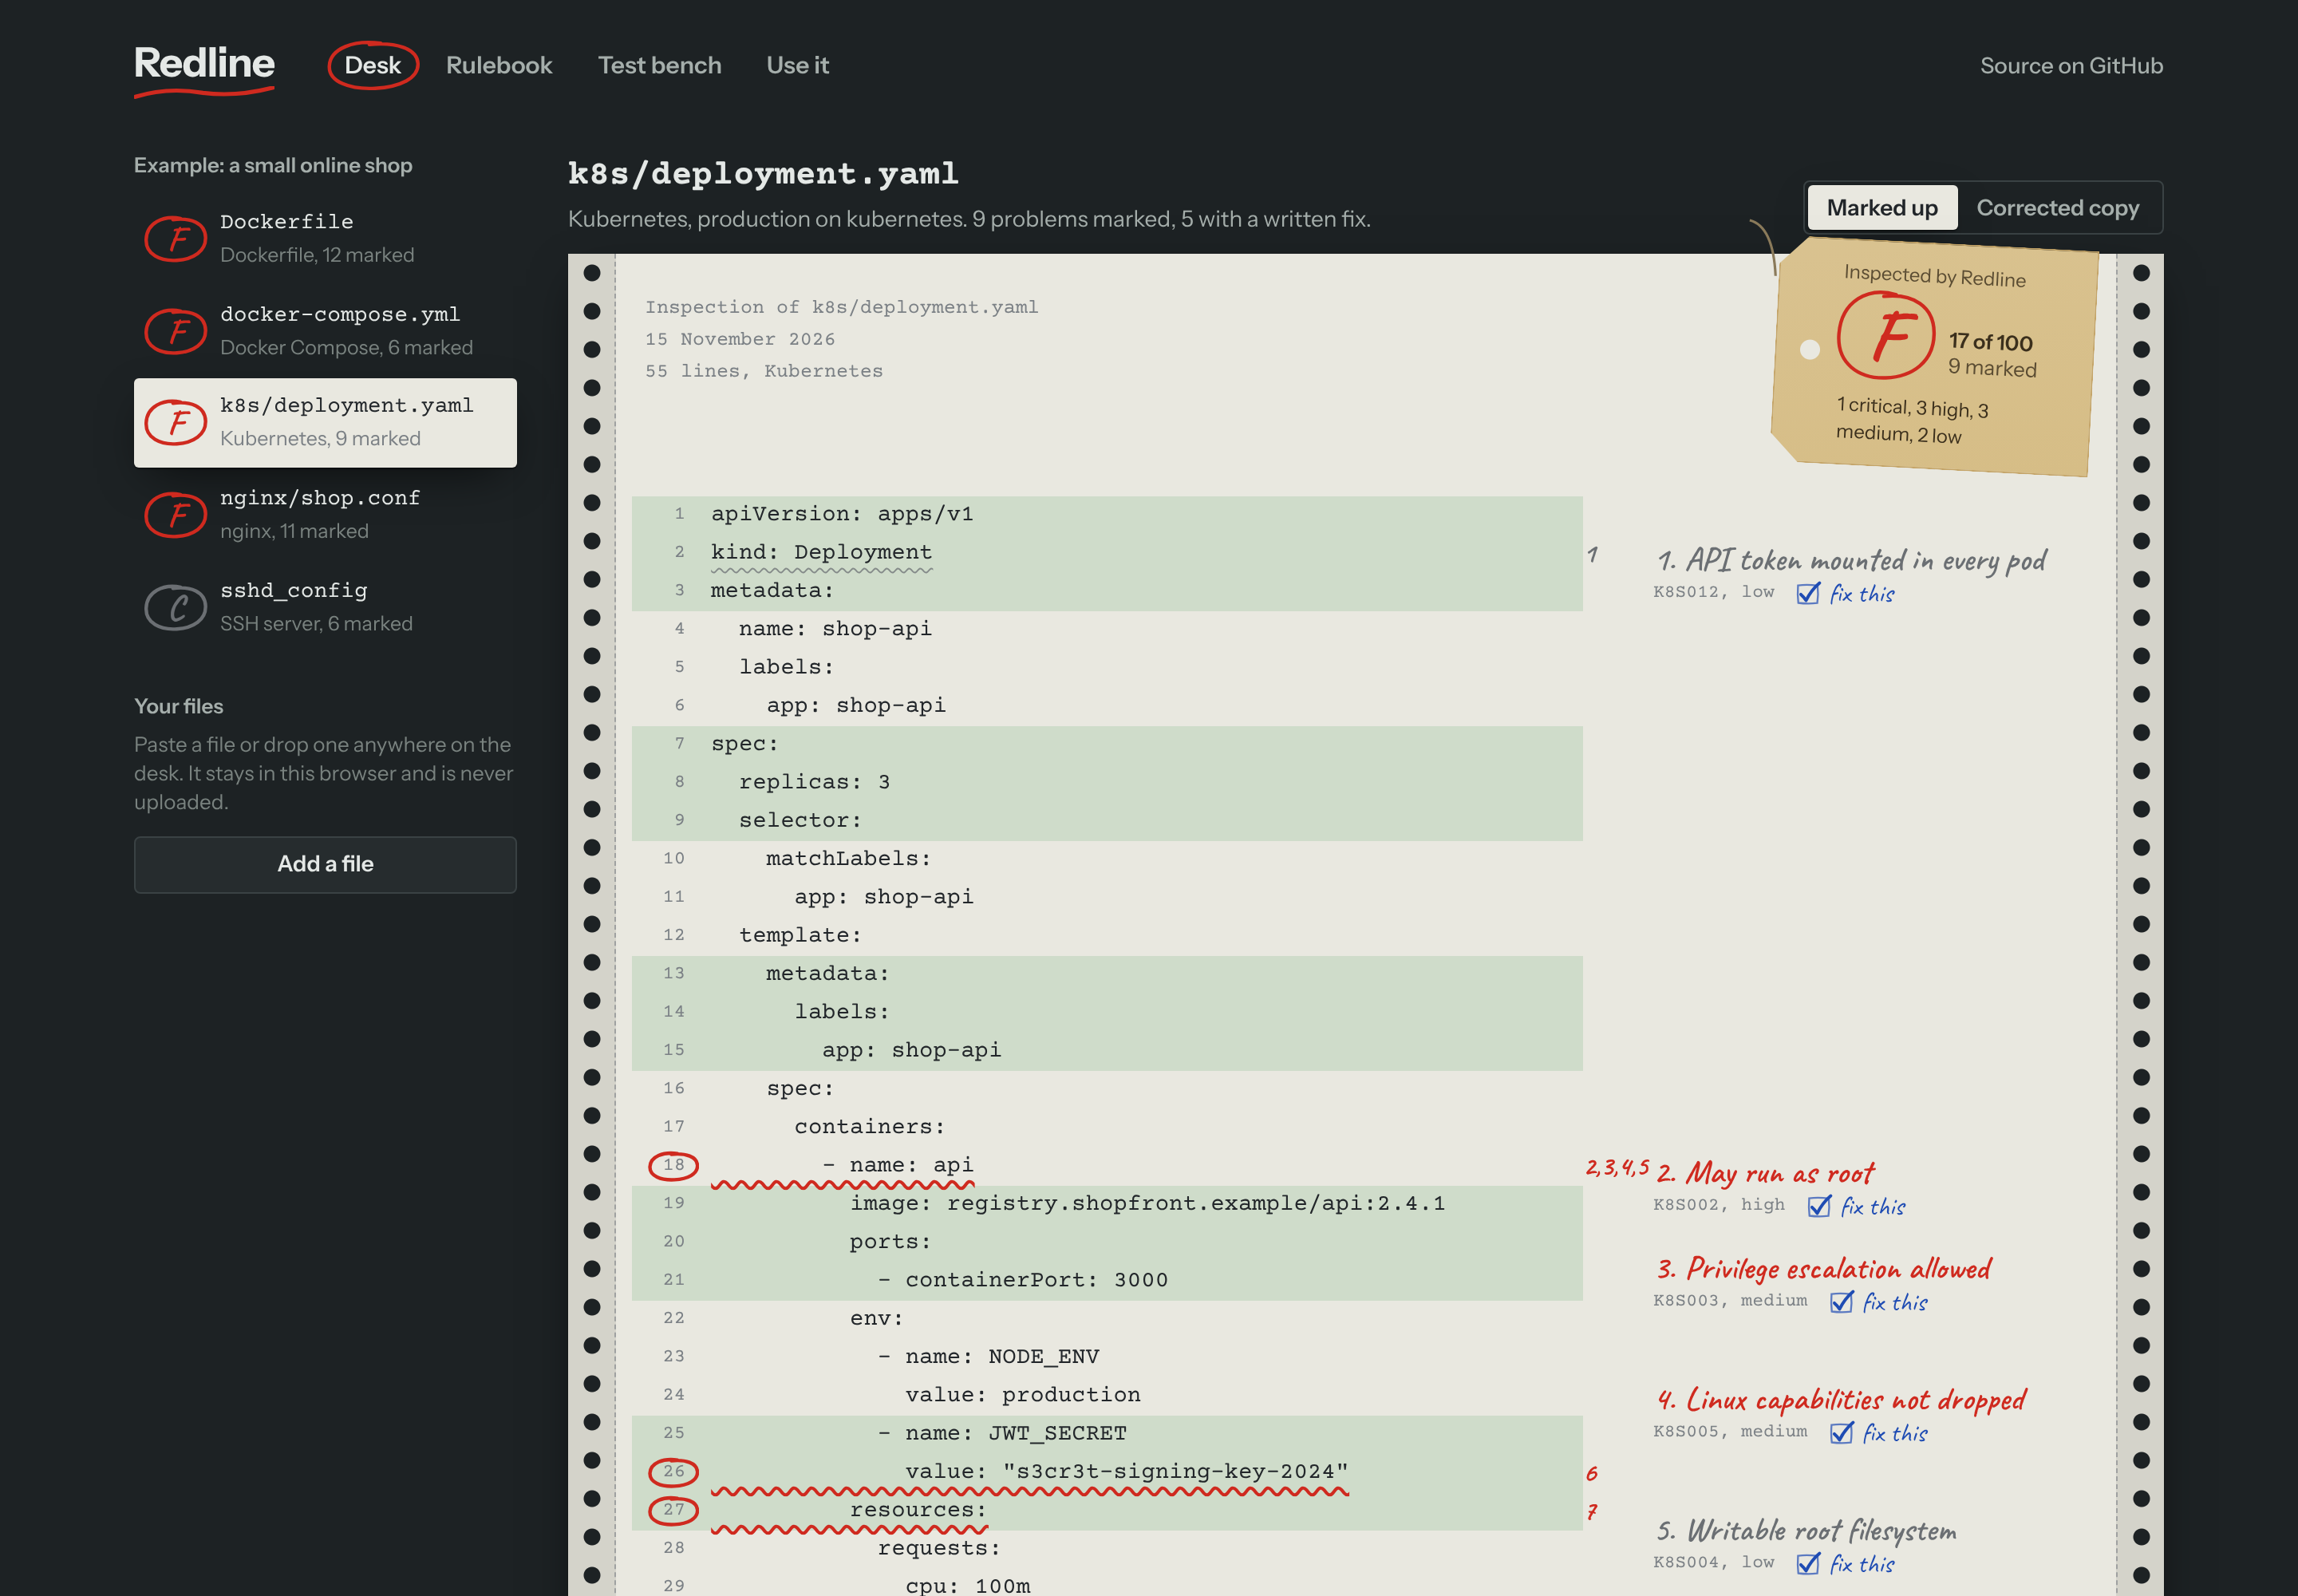 Redline
Desk
Rulebook
Test bench
Use it
Source on GitHub
Example: a small online shop
F
Dockerfile
Dockerfile, 12 marked
F
docker-compose.yml
Docker Compose, 6 marked
F
k8s/deployment.yaml
Kubernetes, 9 marked
F
nginx/shop.conf
nginx, 11 marked
C
sshd_config
SSH server, 6 marked
Your files
Paste a file or drop one anywhere on the
desk. It stays in this browser and is never
uploaded.
Add a file
k8s/deployment.yaml
Kubernetes, production on kubernetes. 9 problems marked, 5 with a written fix.
Marked up
Corrected copy
Inspection of k8s/deployment.yaml
15 November 2026
55 lines, Kubernetes
Inspected by Redline
F
17 of 100
9 marked
1 critical, 3 high, 3
medium, 2 low
1 apiVersion: apps/v1
2 kind: Deployment 1
3 metadata:
4 name: shop-api
5 labels:
6 app: shop-api
7 spec:
8 replicas: 3
9 selector:
10 matchLabels:
11 app: shop-api
12 template:
13 metadata:
14 labels:
15 app: shop-api
16 spec:
17 containers:
18 - name: api 2,3,4,5
19 image: registry.shopfront.example/api:2.4.1
20 ports:
21 - containerPort: 3000
22 env:
23 - name: NODE_ENV
24 value: production
25 - name: JWT_SECRET
26 value: "s3cr3t-signing-key-2024" 6
27 resources: 7
28 requests:
29 cpu: 100m
1. API token mounted in every pod
K8S012, low fix this
2. May run as root
K8S002, high fix this
3. Privilege escalation allowed
K8S003, medium fix this
4. Linux capabilities not dropped
K8S005, medium fix this
5. Writable root filesystem
K8S004, low fix this